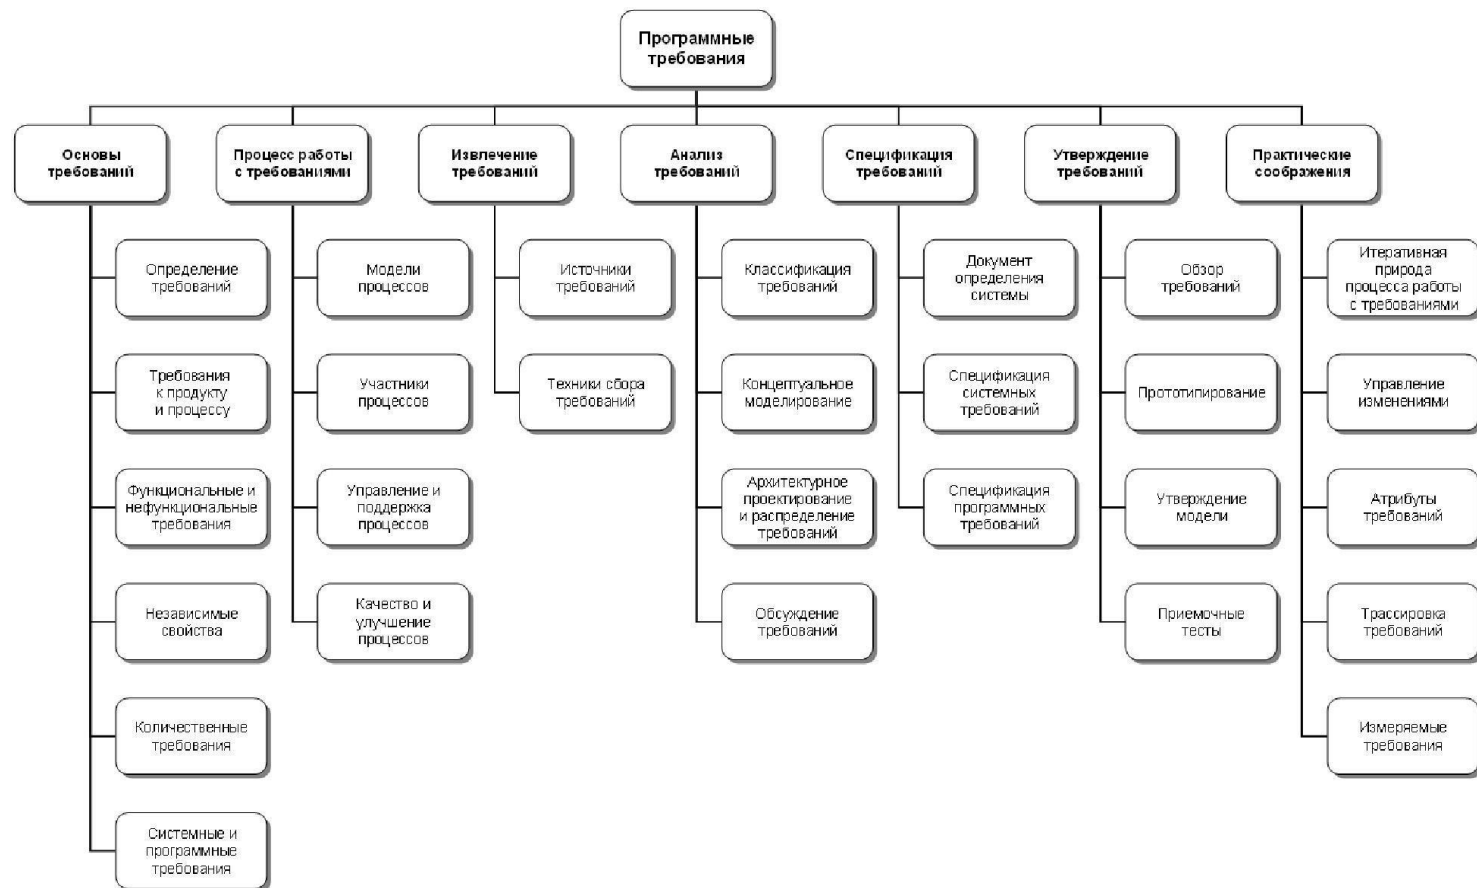 Программные
требования
Основы
требований
Процесс работы
с требованиями
Извлечение
требований
Анализ
требований
Спецификация
требований
Утверждение
требований
Практические
соображения
Определение
требований
Требования
к продукту
и процессу
Функциональные и
нефункциональные
требования
Независимые
свойства
Количественные
требования
Системные и
программные
требования
Модели
процессов
Участники
процессов
Управление и
поддержка
процессов
Качество и
улучшение
процессов
Источники
требований
Техники сбора
требований
Классификация
требований
Концептуальное
моделирование
Архитектурное
проектирование
и распределение
требований
Обсуждение
требований
Документ
определения
системы
Спецификация
системных
требований
Спецификация
программных
требований
Обзор
требований
Прототипирование
Утверждение
модели
Приемочные
тесты
Итеративная
природа
процесса работы
с требованиями
Управление
изменениями
Атрибуты
требований
Трассировка
требований
Измеряемые
требования